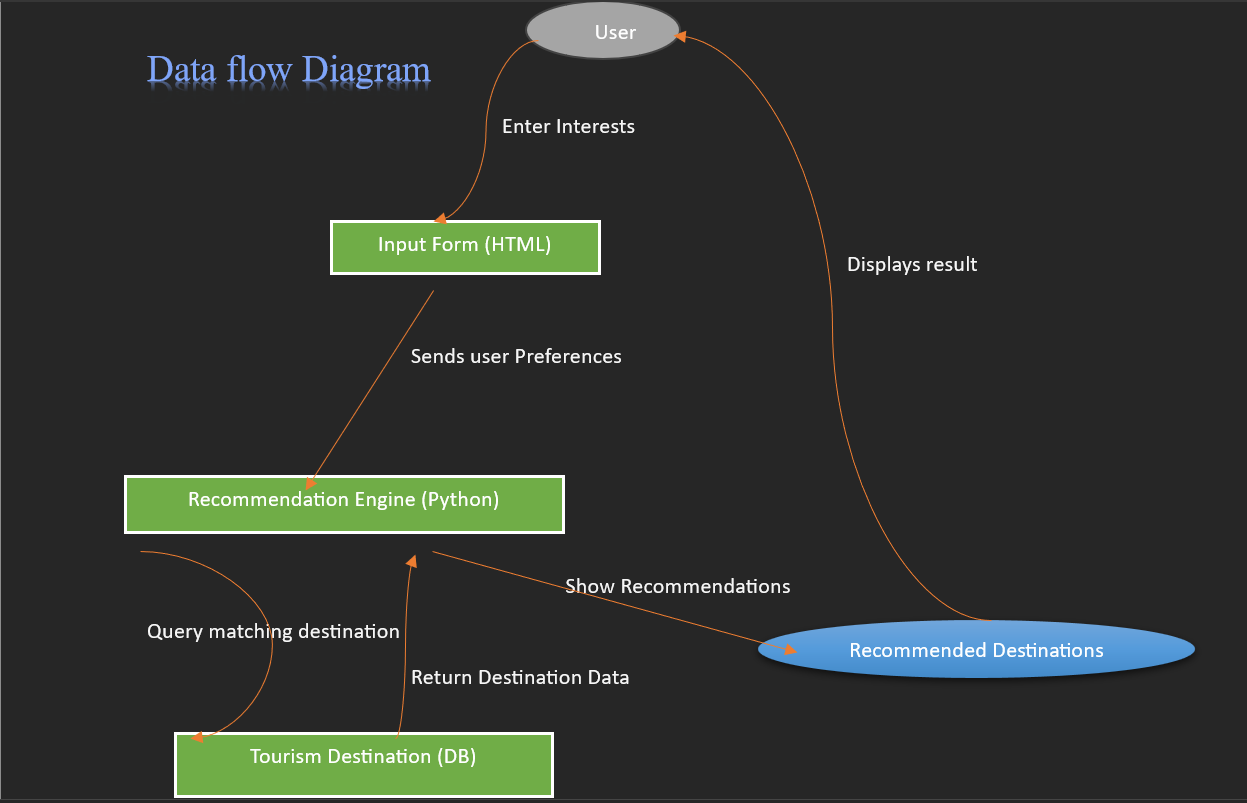 User
Data flow Diagram
Enter Interests
Input Form (HTML)
Displays result
Sends user Preferences
Recommendation Engine (Python)
Show Recommendations
Query matching destination
Recommended Destinations
Return Destination Data
Tourism Destination (DB)